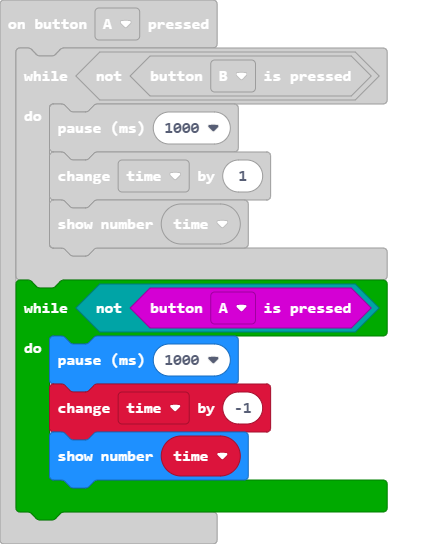 on button A pressed
while not button B is pressed
do
pause (ms) 1000
change time by 1
show number time
while not button A is pressed
do
pause (ms) 1000
change time by -1
show number time